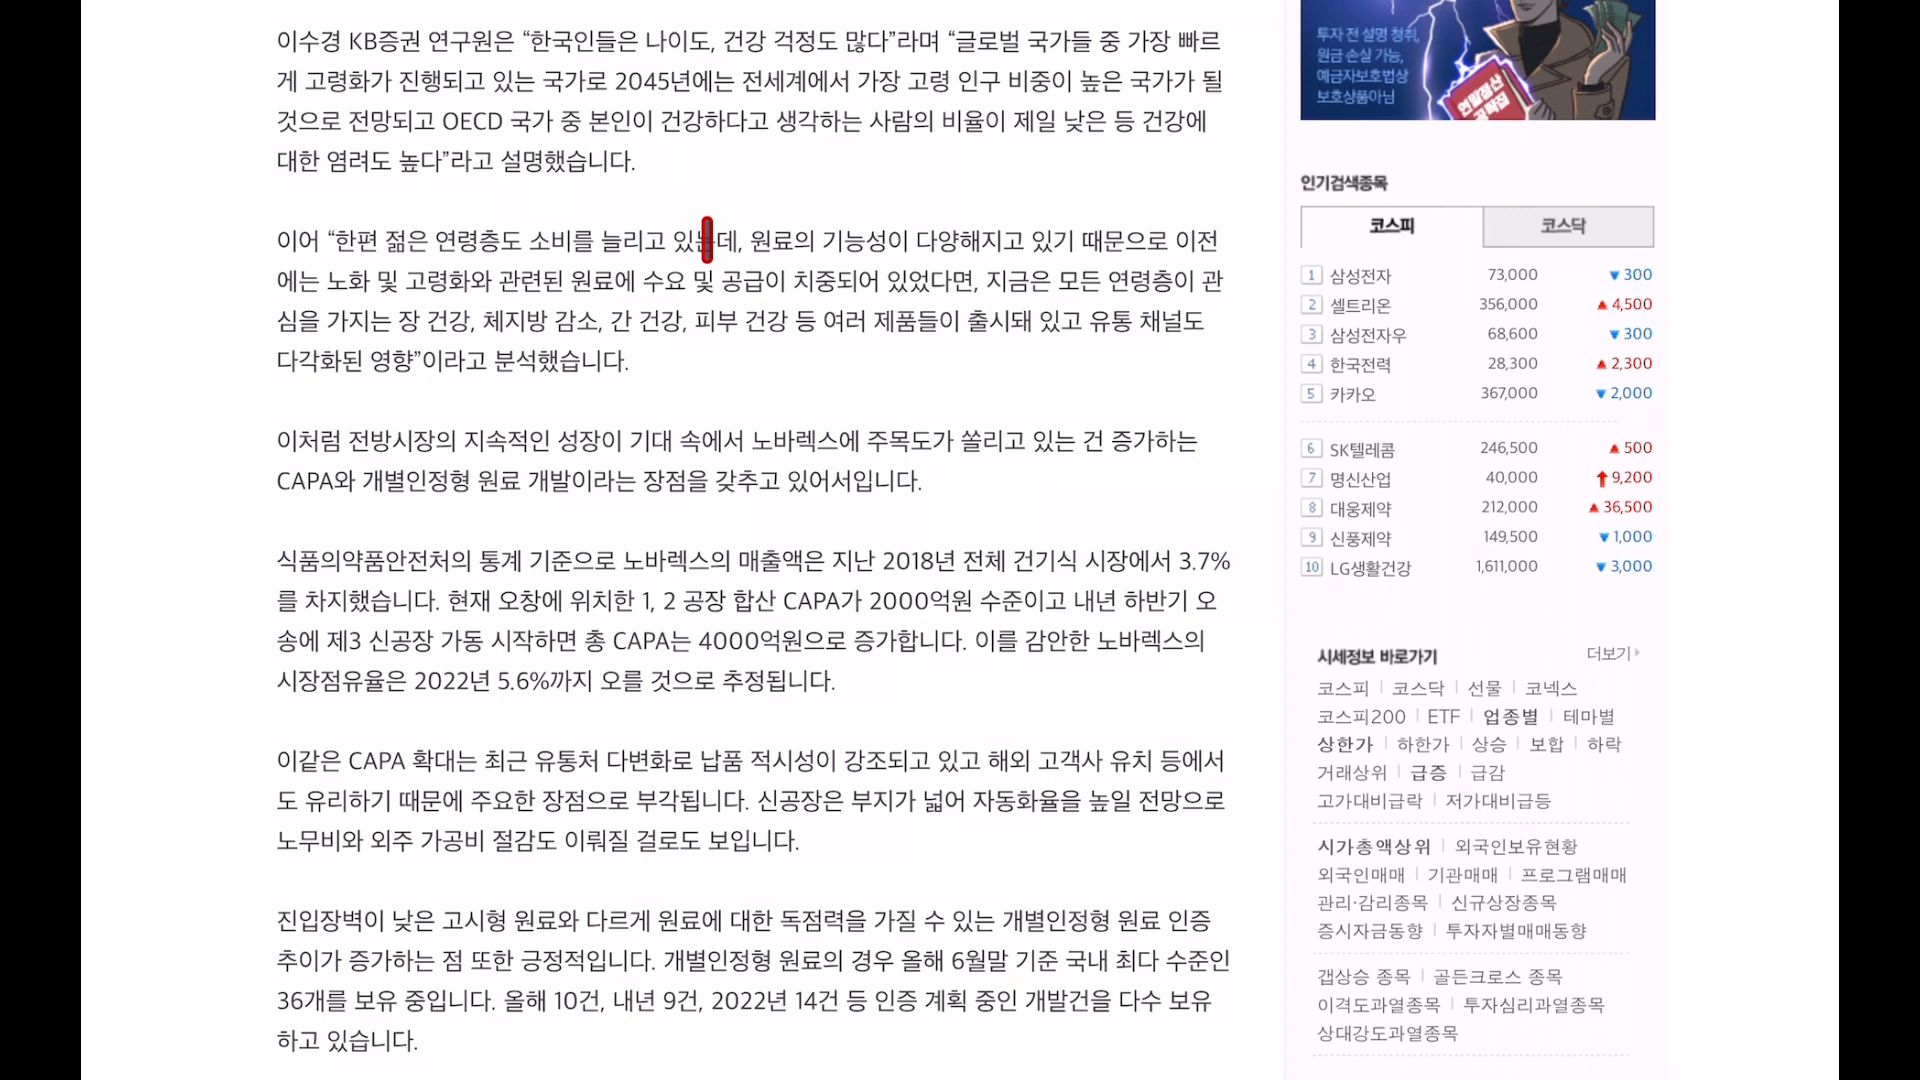 이수경 KB증권 연구원은 “한국인들은 나이도, 건강 걱정도 많다”라며 “글로벌 국가들 중 가장 빠르
게 고령화가 진행되고 있는 국가로 2045년에는 전세계에서 가장 고령 인구 비중이 높은 국가가 될
것으로 전망되고 OECD 국가 중 본인이 건강하다고 생각하는 사람의 비율이 제일 낮은 등 건강에
대한 염려도 높다”라고 설명했습니다.
이어 “한편 젊은 연령층도 소비를 늘리고 있는데, 원료의 기능성이 다양해지고 있기 때문으로 이전
에는 노화 및 고령화와 관련된 원료에 수요 및 공급이 치중되어 있었다면, 지금은 모든 연령층이 관
심을 가지는 장 건강, 체지방 감소, 간 건강, 피부 건강 등 여러 제품들이 출시돼 있고 유통 채널도
다각화된 영향”이라고 분석했습니다.
이처럼 전방시장의 지속적인 성장이 기대 속에서 노바렉스에 주목도가 쏠리고 있는 건 증가하는
CAPA와 개별인정형 원료 개발이라는 장점을 갖추고 있어서입니다.
식품의약품안전처의 통계 기준으로 노바렉스의 매출액은 지난 2018년 전체 건기식 시장에서 3.7%
를 차지했습니다. 현재 오창에 위치한 1, 2 공장 합산 CAPA가 2000억원 수준이고 내년 하반기 오
송에 제3 신공장 가동 시작하면 총 CAPA는 4000억원으로 증가합니다. 이를 감안한 노바렉스의
시장점유율은 2022년 5.6%까지 오를 것으로 추정됩니다.
이같은 CAPA 확대는 최근 유통처 다변화로 납품 적시성이 강조되고 있고 해외 고객사 유치 등에서
도 유리하기 때문에 주요한 장점으로 부각됩니다. 신공장은 부지가 넓어 자동화율을 높일 전망으로
노무비와 외주 가공비 절감도 이뤄질 걸로도 보입니다.
진입장벽이 낮은 고시형 원료와 다르게 원료에 대한 독점력을 가질 수 있는 개별인정형 원료 인증
추이가 증가하는 점 또한 긍정적입니다. 개별인정형 원료의 경우 올해 6월말 기준 국내 최다 수준인
36개를 보유 중입니다. 올해 10건, 내년 9건, 2022년 14건 등 인증 계획 중인 개발건을 다수 보유
하고 있습니다.
투자 전 설명 청취,
원금 손실 가능,
예금자보호법상
보호상품아님
연말정산
인기검색종목
코스피 코스닥
1 삼성전자 73,000 ▼300
2 셀트리온 356,000 ▲4,500
3 삼성전자우 68,600 ▼300
4 한국전력 28,300 ▲2,300
5 카카오 367,000 ▼2,000
6 SK텔레콤 246,500 ▲500
7 명신산업 40,000 ↑9,200
8 대웅제약 212,000 ▲36,500
9 신풍제약 149,500 ▼1,000
10 LG생활건강 1,611,000 ▼3,000
시세정보 바로가기 더보기
코스피 | 코스닥 | 선물 | 코넥스
코스피200 | ETF | 업종별 | 테마별
상한가 | 하한가 | 상승 | 보합 | 하락
거래상위 | 급증 | 급감
고가대비급락 | 저가대비급등
시가총액상위 | 외국인보유현황
외국인매매 | 기관매매 | 프로그램매매
관리·감리종목 | 신규상장종목
증시자금동향 | 투자자별매매동향
갭상승 종목 | 골든크로스 종목
이격도과열종목 | 투자심리과열종목
상대강도과열종목